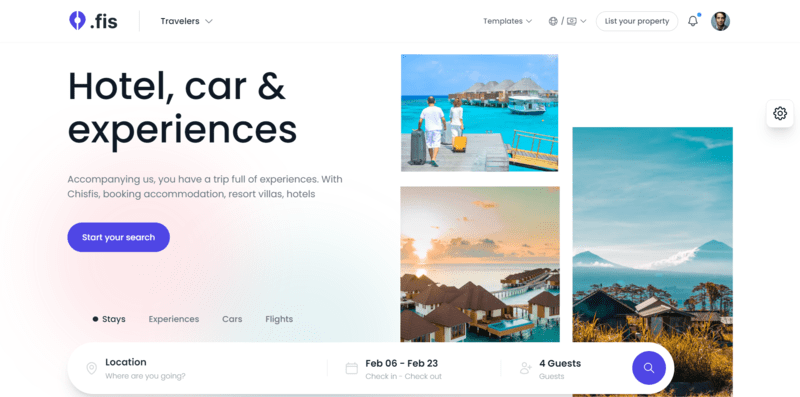 .fis
Travelers
Templates
/
List your property
Hotel, car &
experiences
Accompanying us, you have a trip full of experiences. With
Chisfis, booking accommodation, resort villas, hotels
Start your search
Stays
Experiences
Cars
Flights
Location
Where are you going?
Feb 06 - Feb 23
Check in - Check out
4 Guests
Guests